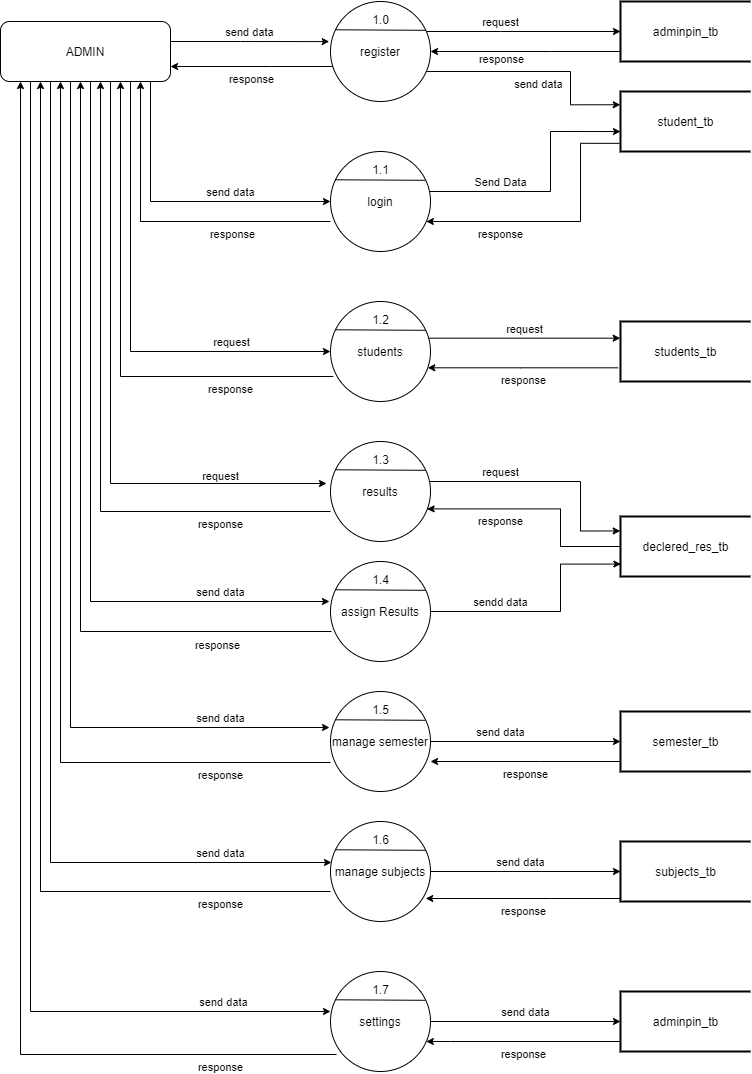 ADMIN
send data
response
1.0
register
request
response
send data
adminpin_tb
student_tb
1.1
login
send data
response
Send Data
response
1.2
students
request
response
request
response
students_tb
1.3
results
request
response
request
response
declered_res_tb
1.4
assign Results
send data
response
sendd data
1.5
manage semester
send data
response
send data
response
semester_tb
1.6
manage subjects
send data
response
send data
response
subjects_tb
1.7
settings
send data
response
send data
response
adminpin_tb